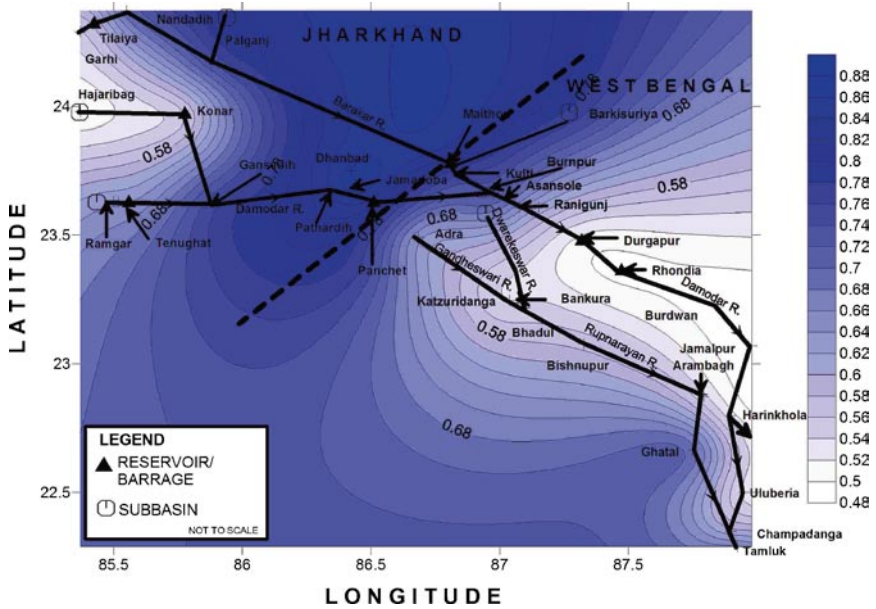 Nandadih
Palganj
JHARKHAND
Tilaiya
Garhi
WEST BENGAL
0.68
Hajaribag
Konar
Barakar R.
Maithon
Barkisuriya
24
0.58
Dhanbad
Burnpur
Kulti
0.58
Jamadoba
Asansole
0.68
Damodar R.
Ranigunj
Ramgar
Tenughat
Pathardih
0.68
Adra
Dwarekeswar R.
Durgapur
23.5
Panchet
Gandheswari R.
Rhondia
Katzuridanga
Bankura
Damodar R.
Burdwan
0.58
Bhadul
Rupnarayan R.
Jamalpur
23
Bishnupur
Arambagh
0.68
Harinkhola
Ghatal
LEGEND
RESERVOIR/
BARRAGE
SUBBASIN
NOT TO SCALE
22.5
Uluberia
Champadanga
Tamluk
85.5
86
86.5
87
87.5
LONGITUDE
LATITUDE
0.88
0.86
0.84
0.82
0.8
0.78
0.76
0.74
0.72
0.7
0.68
0.66
0.64
0.62
0.6
0.58
0.56
0.54
0.52
0.5
0.48